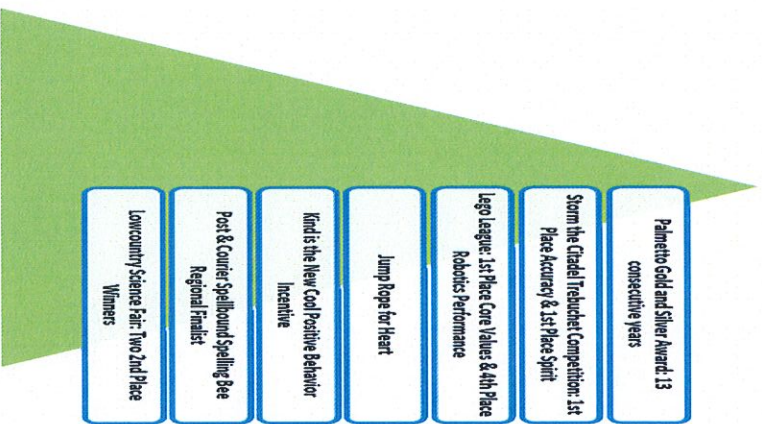 Palmetto Gold and Silver Award: 13
consecutive years
Storm the Citadel Trebuchet Competition: 1st
Place Accuracy & 1st Place Spirit
Lego League: 1st Place Core Values & 4th Place
Robotics Performance
Jump Rope for Heart
Kind is the New Cool Positive Behavior
Incentive
Post & Courier Spellbound Spelling Bee
Regional Finalist
Lowcountry Science Fair: Two 2nd Place
Winners